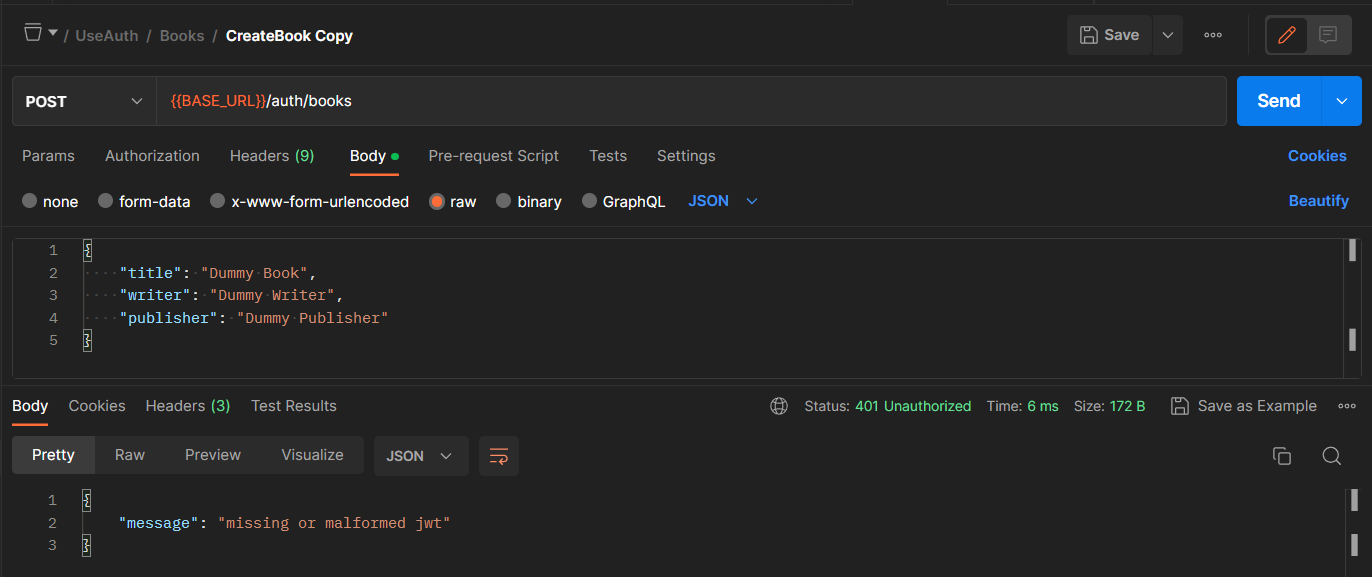 / UseAuth / Books / CreateBook Copy Save
POST {{BASE_URL}}/auth/books Send
Params Authorization Headers (9) Body Pre-request Script Tests Settings Cookies
none form-data x-www-form-urlencoded raw binary GraphQL JSON Beautify
1 {
2 "title": "Dummy Book",
3 "writer": "Dummy Writer",
4 "publisher": "Dummy Publisher"
5 }
Body Cookies Headers (3) Test Results Status: 401 Unauthorized Time: 6 ms Size: 172 B Save as Example
Pretty Raw Preview Visualize JSON
1 {
2 "message": "missing or malformed jwt"
3 }